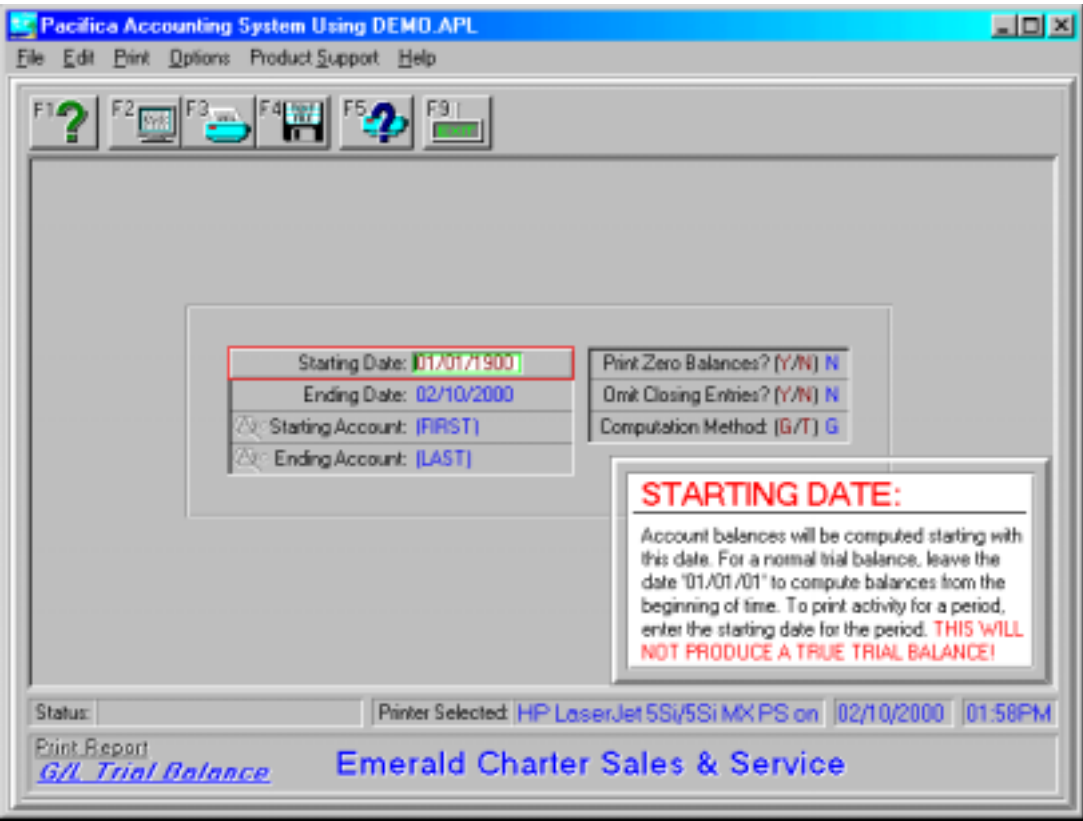 Pacifica Accounting System Using DEMO.APL
File Edit Print Options Product Support Help
F1 F2 F3 F4 F5 F9
Starting Date: 01/01/1900
Ending Date: 02/10/2000
Starting Account: (FIRST)
Ending Account: (LAST)
Print Zero Balances? (Y/N) N
Omit Closing Entries? (Y/N) N
Computation Method: (G/T) G
STARTING DATE:
Account balances will be computed starting with
this date. For a normal trial balance, leave the
date '01/01/01' to compute balances from the
beginning of time. To print activity for a period,
enter the starting date for the period. THIS WILL
NOT PRODUCE A TRUE TRIAL BALANCE!
Status:
Printer Selected: HP LaserJet 5Si/5Si MX PS on
02/10/2000
01:58PM
Print Report
G/L Trial Balance
Emerald Charter Sales & Service